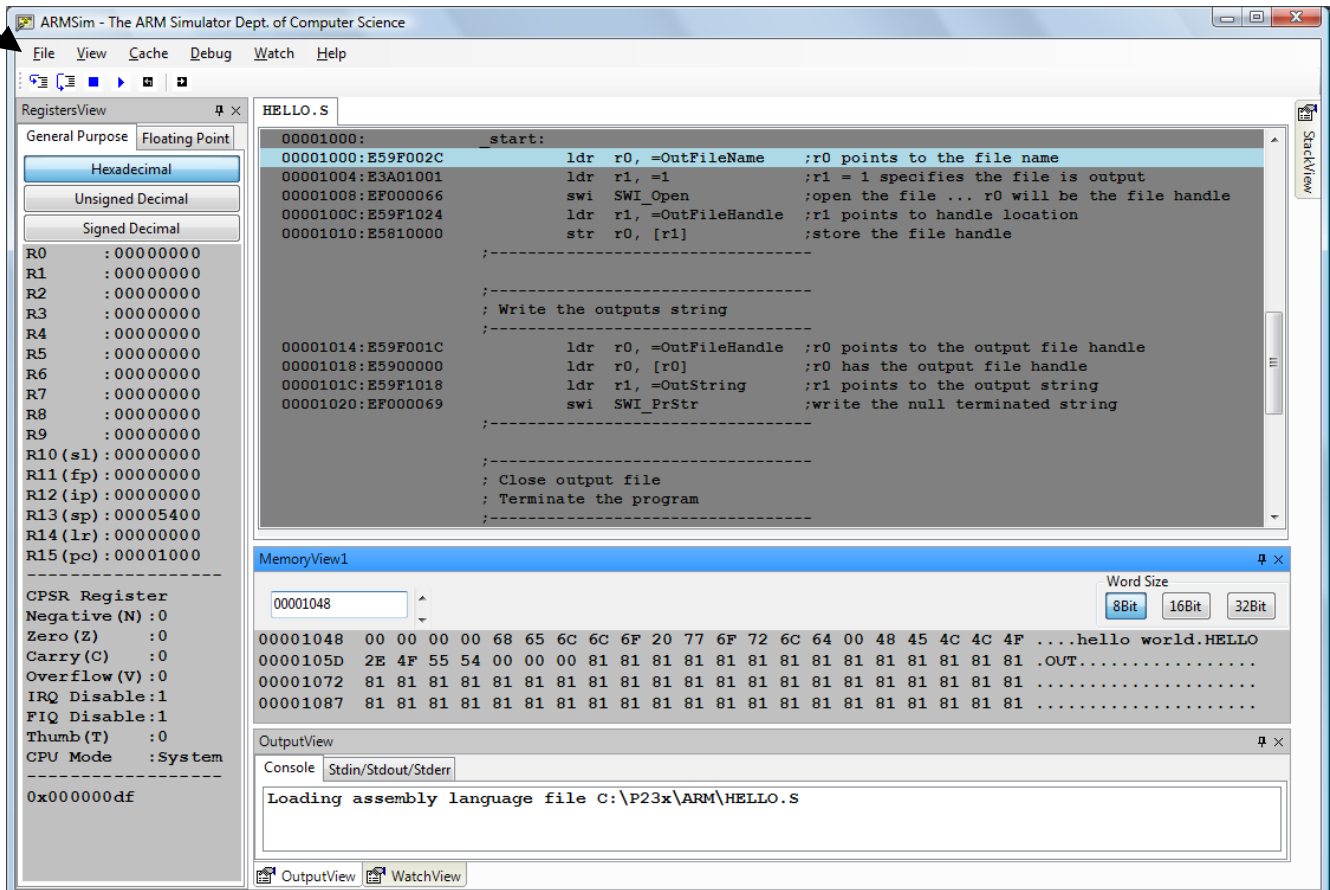 ARMSim - The ARM Simulator Dept. of Computer Science
File View Cache Debug Watch Help
RegistersView
General Purpose Floating Point
Hexadecimal
Unsigned Decimal
Signed Decimal
R0 :00000000
R1 :00000000
R2 :00000000
R3 :00000000
R4 :00000000
R5 :00000000
R6 :00000000
R7 :00000000
R8 :00000000
R9 :00000000
R10(sl):00000000
R11(fp):00000000
R12(ip):00000000
R13(sp):00005400
R14(lr):00000000
R15(pc):00001000
-------------------
CPSR Register
Negative(N):0
Zero(Z) :0
Carry(C) :0
Overflow(V):0
IRQ Disable:1
FIQ Disable:1
Thumb(T) :0
CPU Mode :System
-------------------
0x000000df
HELLO.S
00001000: _start:
00001000:E59F002C ldr r0, =OutFileName ;r0 points to the file name
00001004:E3A01001 ldr r1, =1 ;r1 = 1 specifies the file is output
00001008:EF000066 swi SWI_Open ;open the file ... r0 will be the file handle
0000100C:E59F1024 ldr r1, =OutFileHandle ;r1 points to handle location
00001010:E5810000 str r0, [r1] ;store the file handle
;----------------------------------
;----------------------------------
; Write the outputs string
;----------------------------------
00001014:E59F001C ldr r0, =OutFileHandle ;r0 points to the output file handle
00001018:E5900000 ldr r0, [r0] ;r0 has the output file handle
0000101C:E59F1018 ldr r1, =OutString ;r1 points to the output string
00001020:EF000069 swi SWI_PrStr ;write the null terminated string
;----------------------------------
;----------------------------------
; Close output file
; Terminate the program
;----------------------------------
StackView
MemoryView1
00001048
Word Size
8Bit 16Bit 32Bit
00001048 00 00 00 00 68 65 6C 6C 6F 20 77 6F 72 6C 64 00 48 45 4C 4C 4F ....hello world.HELLO
0000105D 2E 4F 55 54 00 00 00 81 81 81 81 81 81 81 81 81 81 81 81 81 81 .OUT.................
00001072 81 81 81 81 81 81 81 81 81 81 81 81 81 81 81 81 81 81 81 81 81 .....................
00001087 81 81 81 81 81 81 81 81 81 81 81 81 81 81 81 81 81 81 81 81 81 .....................
OutputView
Console Stdin/Stdout/Stderr
Loading assembly language file C:\P23x\ARM\HELLO.S
OutputView WatchView